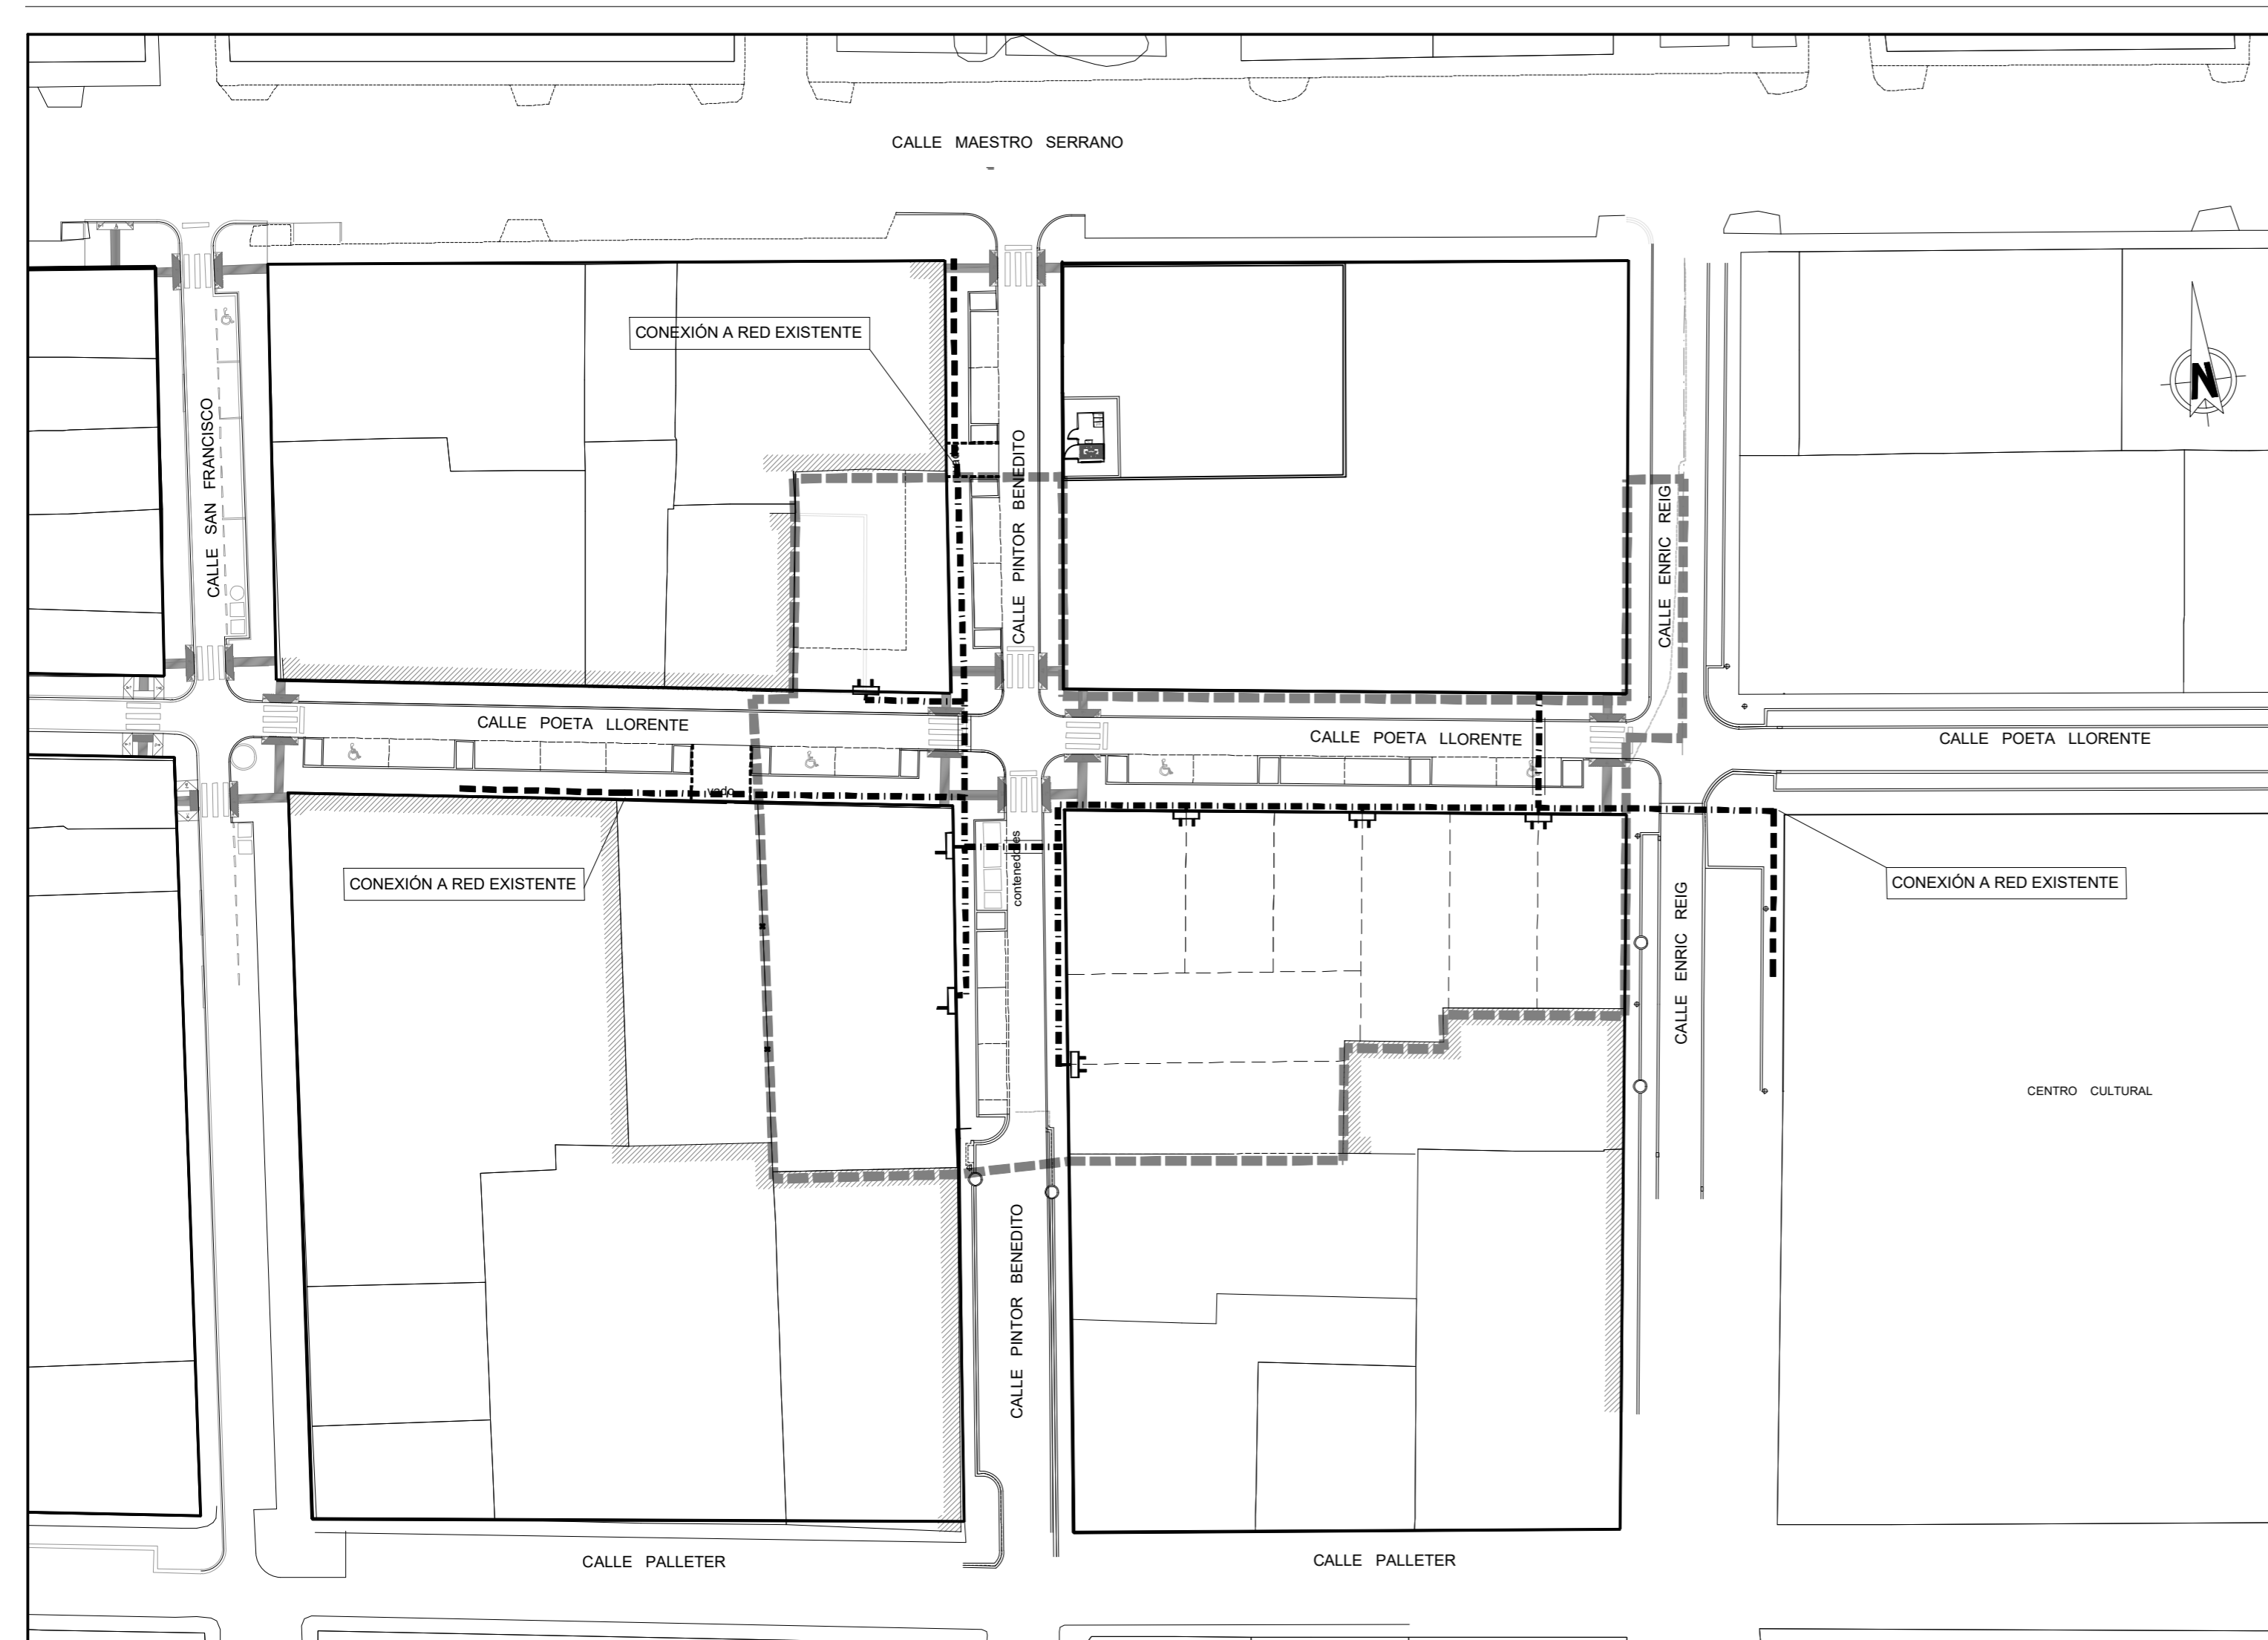 CALLE MAESTRO SERRANO
CONEXIÓN A RED EXISTENTE
N
CALLE SAN FRANCISCO
CALLE PINTOR BENEDITO
CALLE ENRIC REIG
vado
CALLE POETA LLORENTE
CALLE POETA LLORENTE
CALLE POETA LLORENTE
vado
contenedores
CONEXIÓN A RED EXISTENTE
CONEXIÓN A RED EXISTENTE
CALLE ENRIC REIG
CENTRO CULTURAL
CALLE PINTOR BENEDITO
CALLE PALLETER
CALLE PALLETER